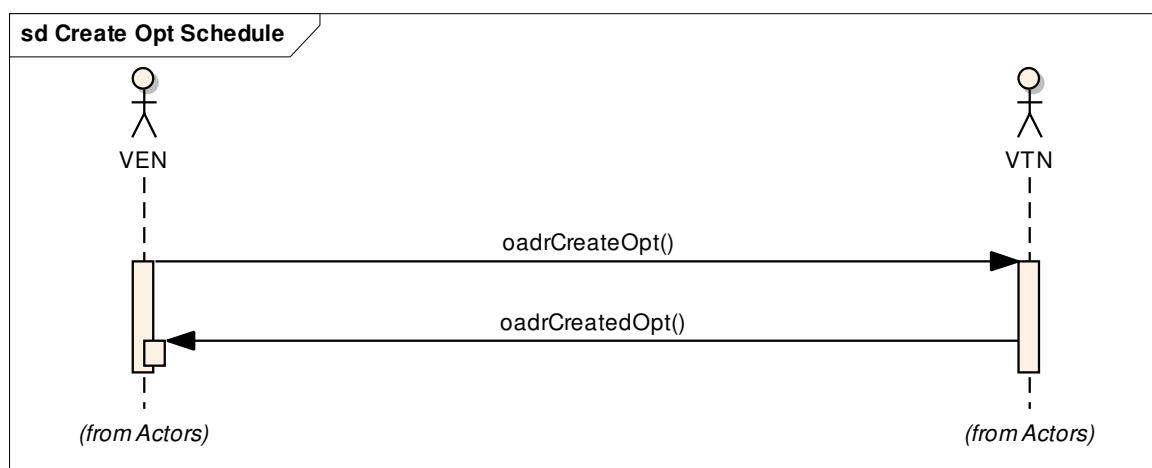 sd Create Opt Schedule
VEN
VTN
oadrCreateOpt()
oadrCreatedOpt()
(from Actors)
(from Actors)